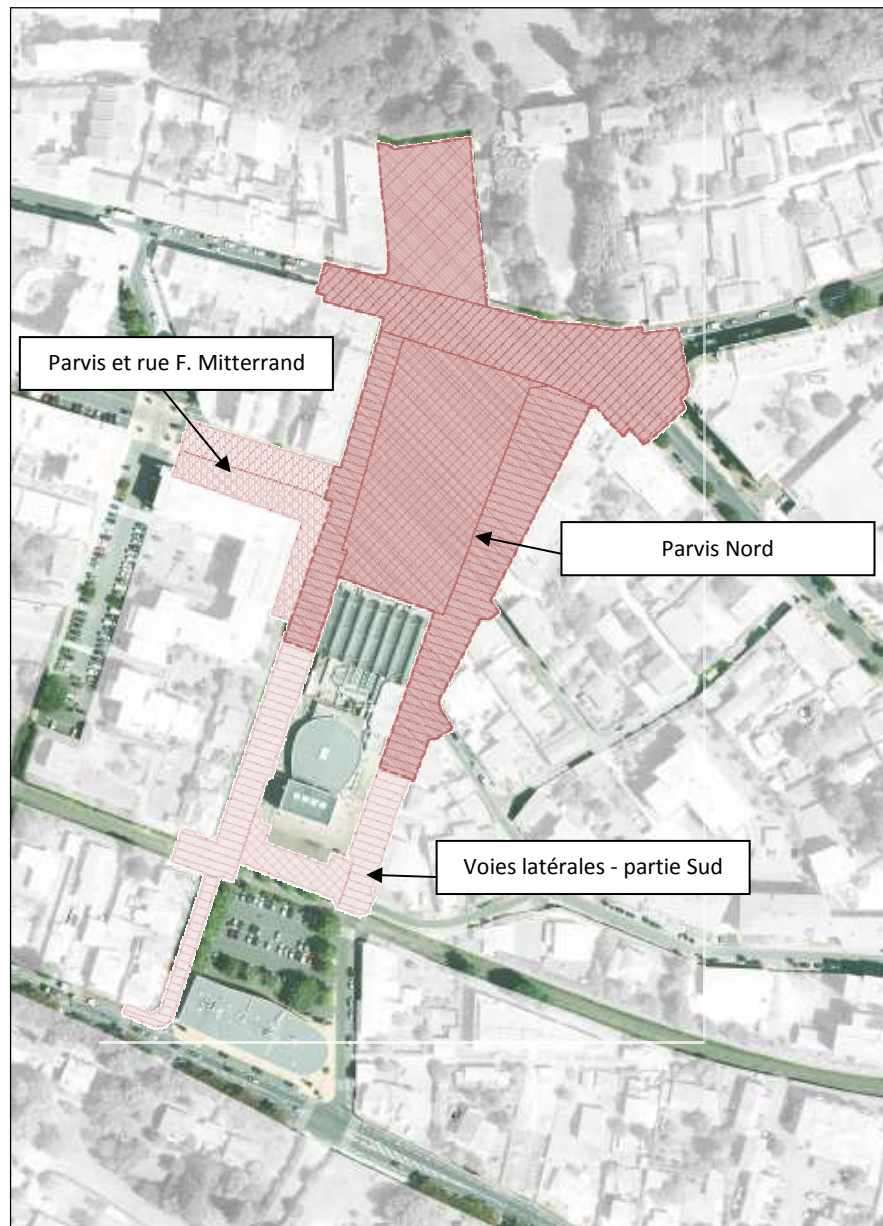 Parvis et rue F. Mitterrand
Parvis Nord
Voies latérales - partie Sud